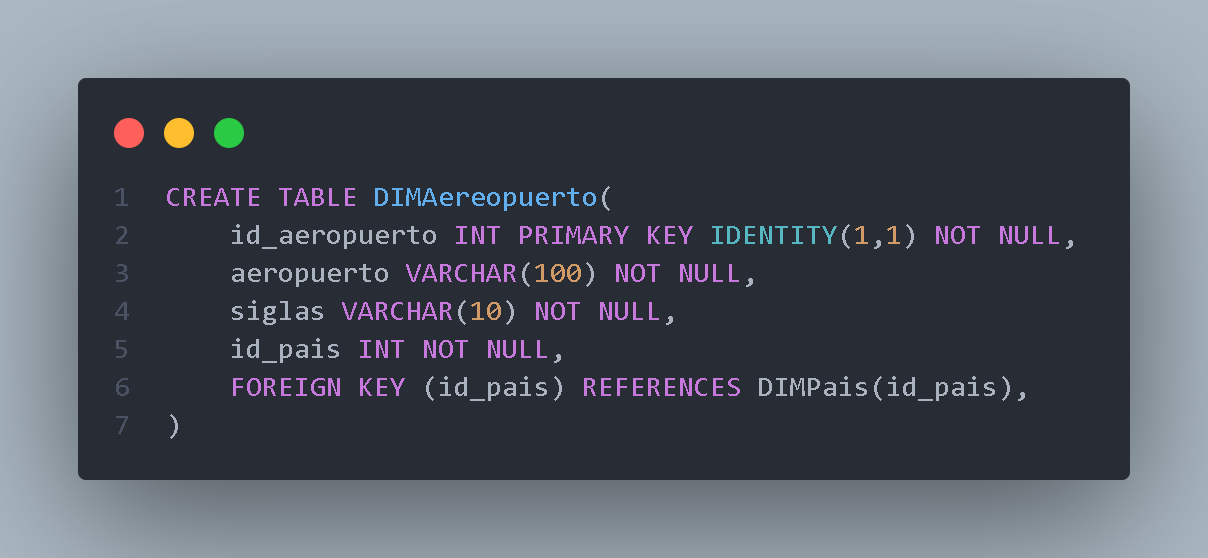 1 CREATE TABLE DIMAereopuerto(
2 id_aeropuerto INT PRIMARY KEY IDENTITY(1,1) NOT NULL,
3 aeropuerto VARCHAR(100) NOT NULL,
4 siglas VARCHAR(10) NOT NULL,
5 id_pais INT NOT NULL,
6 FOREIGN KEY (id_pais) REFERENCES DIMPais(id_pais),
7 )